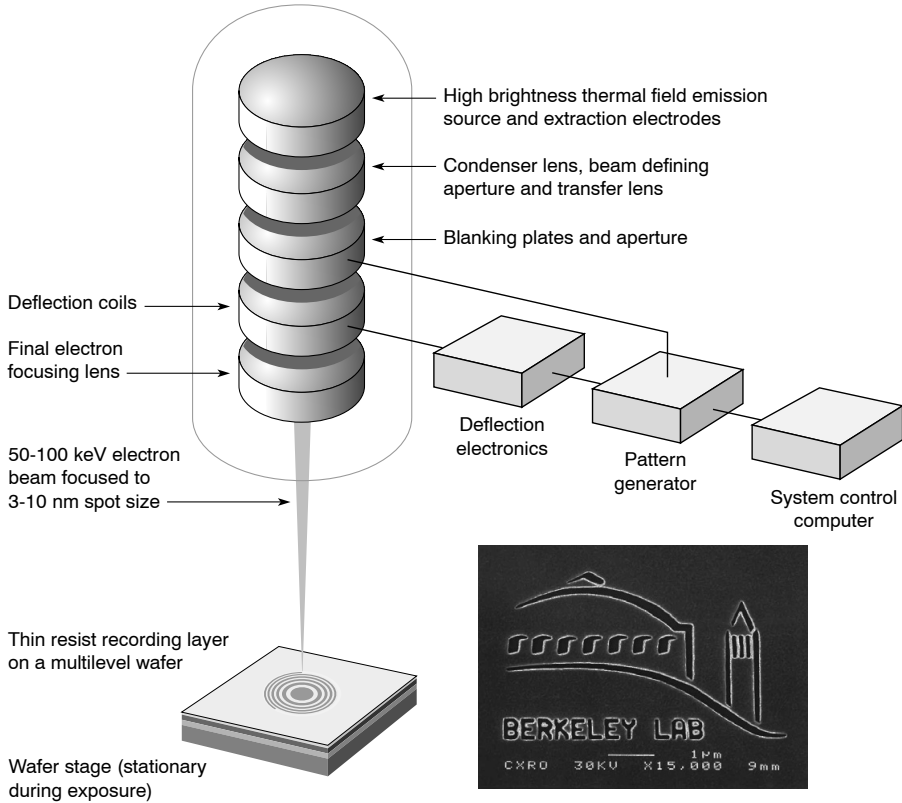 High brightness thermal field emission
source and extraction electrodes
Condenser lens, beam defining
aperture and transfer lens
Blanking plates and aperture
Deflection coils
Final electron
focusing lens
Deflection
electronics
Pattern
generator
System control
computer
50-100 keV electron
beam focused to
3-10 nm spot size
Thin resist recording layer
on a multilevel wafer
Wafer stage (stationary
during exposure)
BERKELEY LAB
1µm
CXRO 30KV X15,000 9mm